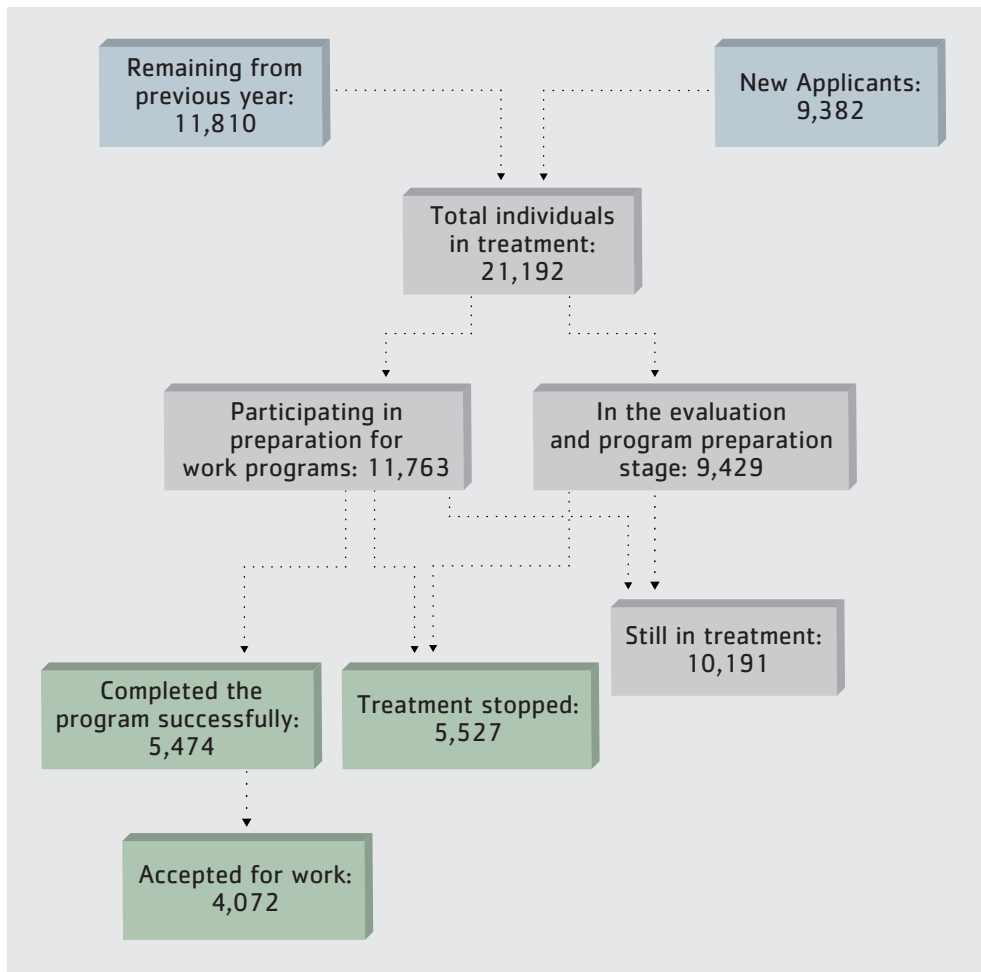 Remaining from
previous year:
11,810
New Applicants:
9,382
Total individuals
in treatment:
21,192
Participating in
preparation for
work programs: 11,763
In the evaluation
and program preparation
stage: 9,429
Still in treatment:
10,191
Completed the
program successfully:
5,474
Treatment stopped:
5,527
Accepted for work:
4,072